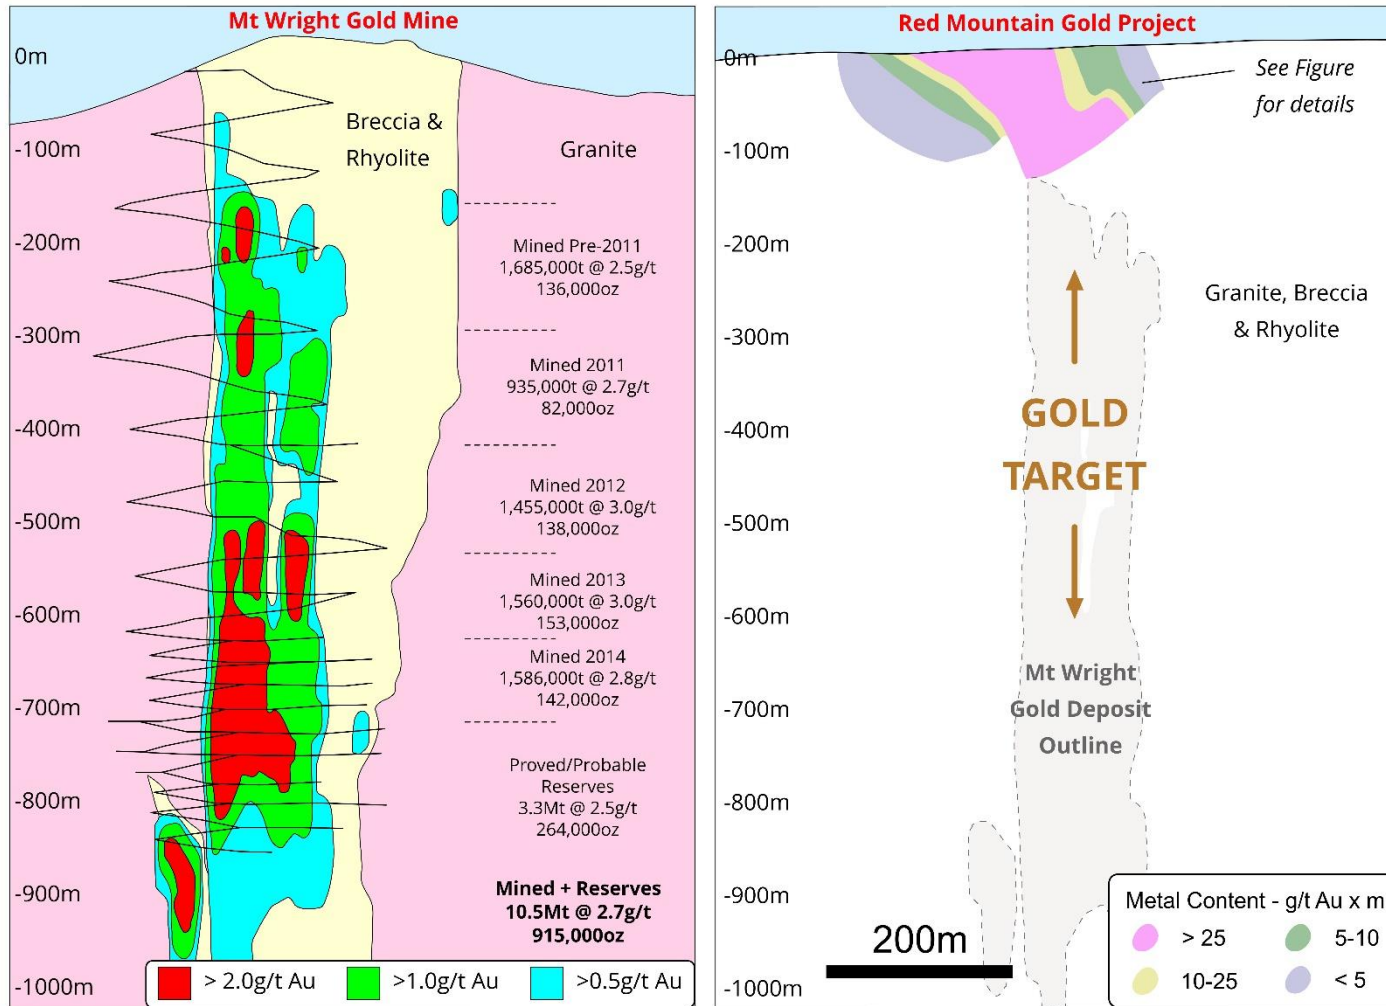 Mt Wright Gold Mine
0m
-100m
-200m
-300m
-400m
-500m
-600m
-700m
-800m
-900m
-1000m
Breccia &
Rhyolite
Granite
Mined Pre-2011
1,685,000t @ 2.5g/t
136,000oz
Mined 2011
935,000t @ 2.7g/t
82,000oz
Mined 2012
1,455,000t @ 3.0g/t
138,000oz
Mined 2013
1,560,000t @ 3.0g/t
153,000oz
Mined 2014
1,586,000t @ 2.8g/t
142,000oz
Proved/Probable
Reserves
3.3Mt @ 2.5g/t
264,000oz
Mined + Reserves
10.5Mt @ 2.7g/t
915,000oz
> 2.0g/t Au
>1.0g/t Au
>0.5g/t Au
Red Mountain Gold Project
0m
-100m
-200m
-300m
-400m
-500m
-600m
-700m
-800m
-900m
-1000m
See Figure
for details
Granite, Breccia
& Rhyolite
GOLD
TARGET
Mt Wright
Gold Deposit
Outline
200m
Metal Content - g/t Au x m
> 25
5-10
10-25
< 5